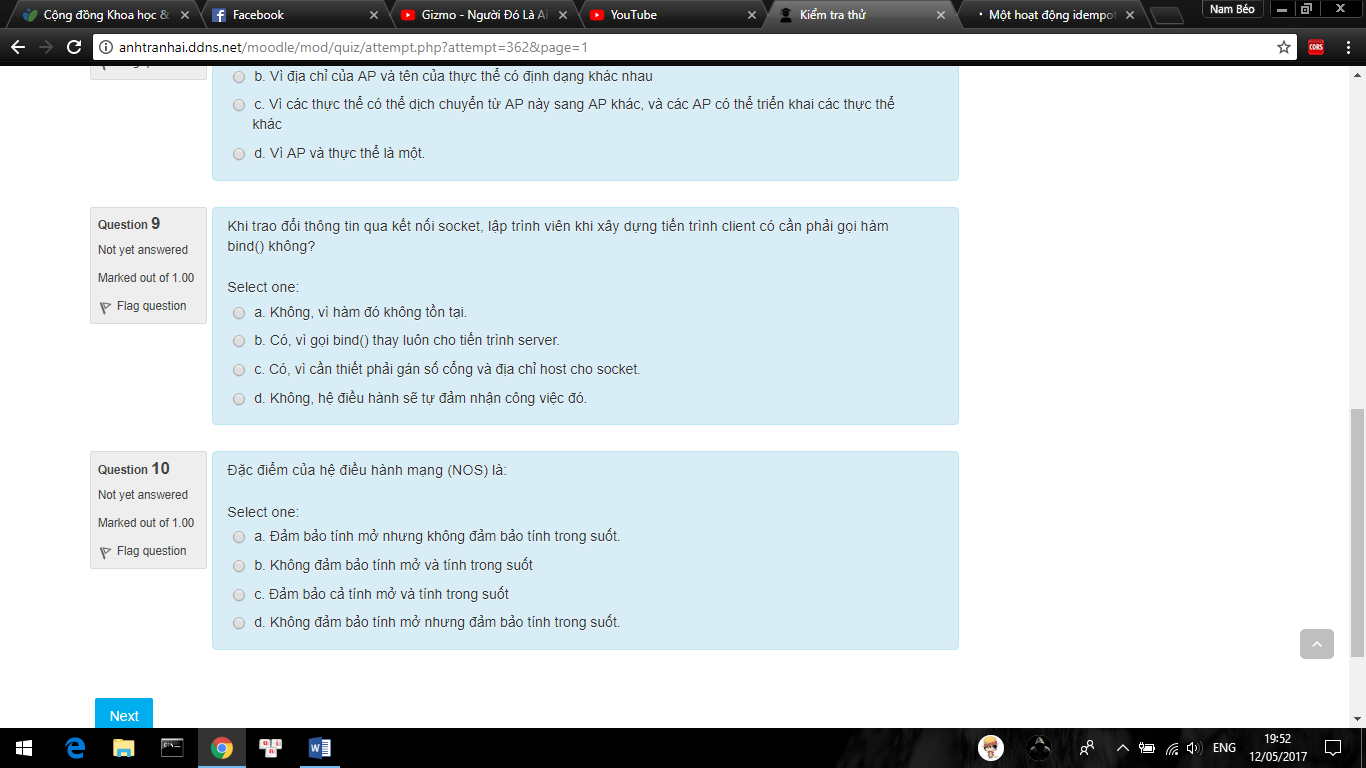 Cộng đồng Khoa học &
Facebook
Gizmo - Người Đó Là Ai
YouTube
Kiểm tra thử
Một hoạt động idempot
Nam Béo
anhtranhai.ddns.net/moodle/mod/quiz/attempt.php?attempt=362&page=1
CORS
b. Vì địa chỉ của AP và tên của thực thể có định dạng khác nhau
c. Vì các thực thể có thể dịch chuyển từ AP này sang AP khác, và các AP có thể triển khai các thực thể
khác
d. Vì AP và thực thể là một.
Question 9
Not yet answered
Marked out of 1.00
Flag question
Khi trao đổi thông tin qua kết nối socket, lập trình viên khi xây dựng tiến trình client có cần phải gọi hàm
bind() không?
Select one:
a. Không, vì hàm đó không tồn tại.
b. Có, vì gọi bind() thay luôn cho tiến trình server.
c. Có, vì cần thiết phải gán số cổng và địa chỉ host cho socket.
d. Không, hệ điều hành sẽ tự đảm nhận công việc đó.
Question 10
Not yet answered
Marked out of 1.00
Flag question
Đặc điểm của hệ điều hành mạng (NOS) là:
Select one:
a. Đảm bảo tính mở nhưng không đảm bảo tính trong suốt.
b. Không đảm bảo tính mở và tính trong suốt
c. Đảm bảo cả tính mở và tính trong suốt
d. Không đảm bảo tính mở nhưng đảm bảo tính trong suốt.
Next
ENG
19:52
12/05/2017